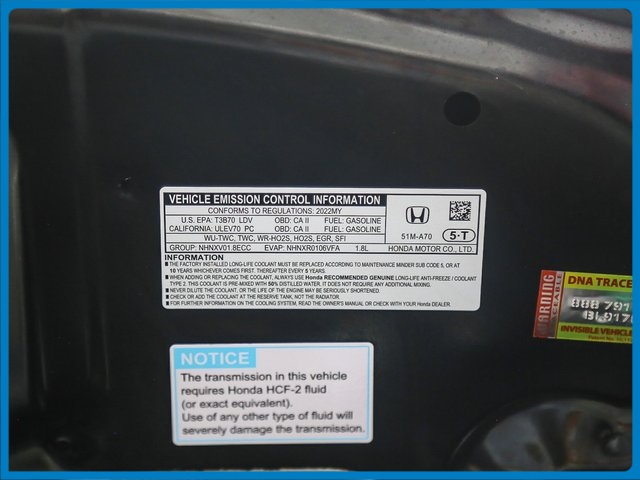 VEHICLE EMISSION CONTROL INFORMATION
CONFORMS TO REGULATIONS: 2022MY
U.S. EPA: T3B70 LDV OBD: CA II FUEL: GASOLINE
CALIFORNIA: ULEV70 PC OBD: CA II FUEL: GASOLINE
WU-TWC, TWC, WR-HO2S, HO2S, EGR, SFI
GROUP: NHNXV01.8ECC EVAP: NHNXR0106VFA 1.8L
51M-A70
5·T
HONDA MOTOR CO., LTD.
INFORMATION
■ THE FACTORY INSTALLED LONG-LIFE COOLANT MUST BE REPLACED ACCORDING TO MAINTENANCE MINDER SUB CODE 5, OR AT
10 YEARS WHICHEVER COMES FIRST. THEREAFTER EVERY 5 YEARS.
■ WHEN ADDING OR REPLACING THE COOLANT, ALWAYS USE Honda RECOMMENDED GENUINE LONG-LIFE ANTI-FREEZE / COOLANT
TYPE 2. THIS COOLANT IS PRE-MIXED WITH 50% DISTILLED WATER. IT DOES NOT REQUIRE ANY ADDITIONAL MIXING.
■ NEVER DILUTE THE COOLANT, OR THE LIFE OF THE ENGINE MAY BE SERIOUSLY SHORTENED.
■ CHECK OR ADD THE COOLANT AT THE RESERVE TANK, NOT THE RADIATOR.
■ FOR FURTHER INFORMATION ON THE COOLING SYSTEM, READ THE OWNER'S MANUAL OR CHECK WITH YOUR Honda DEALER.
NOTICE
The transmission in this vehicle
requires Honda HCF-2 fluid
(or exact equivalent).
Use of any other type of fluid will
severely damage the transmission.
WARNING
DNA TRACE
888 791
INVISIBLE VEHICLE